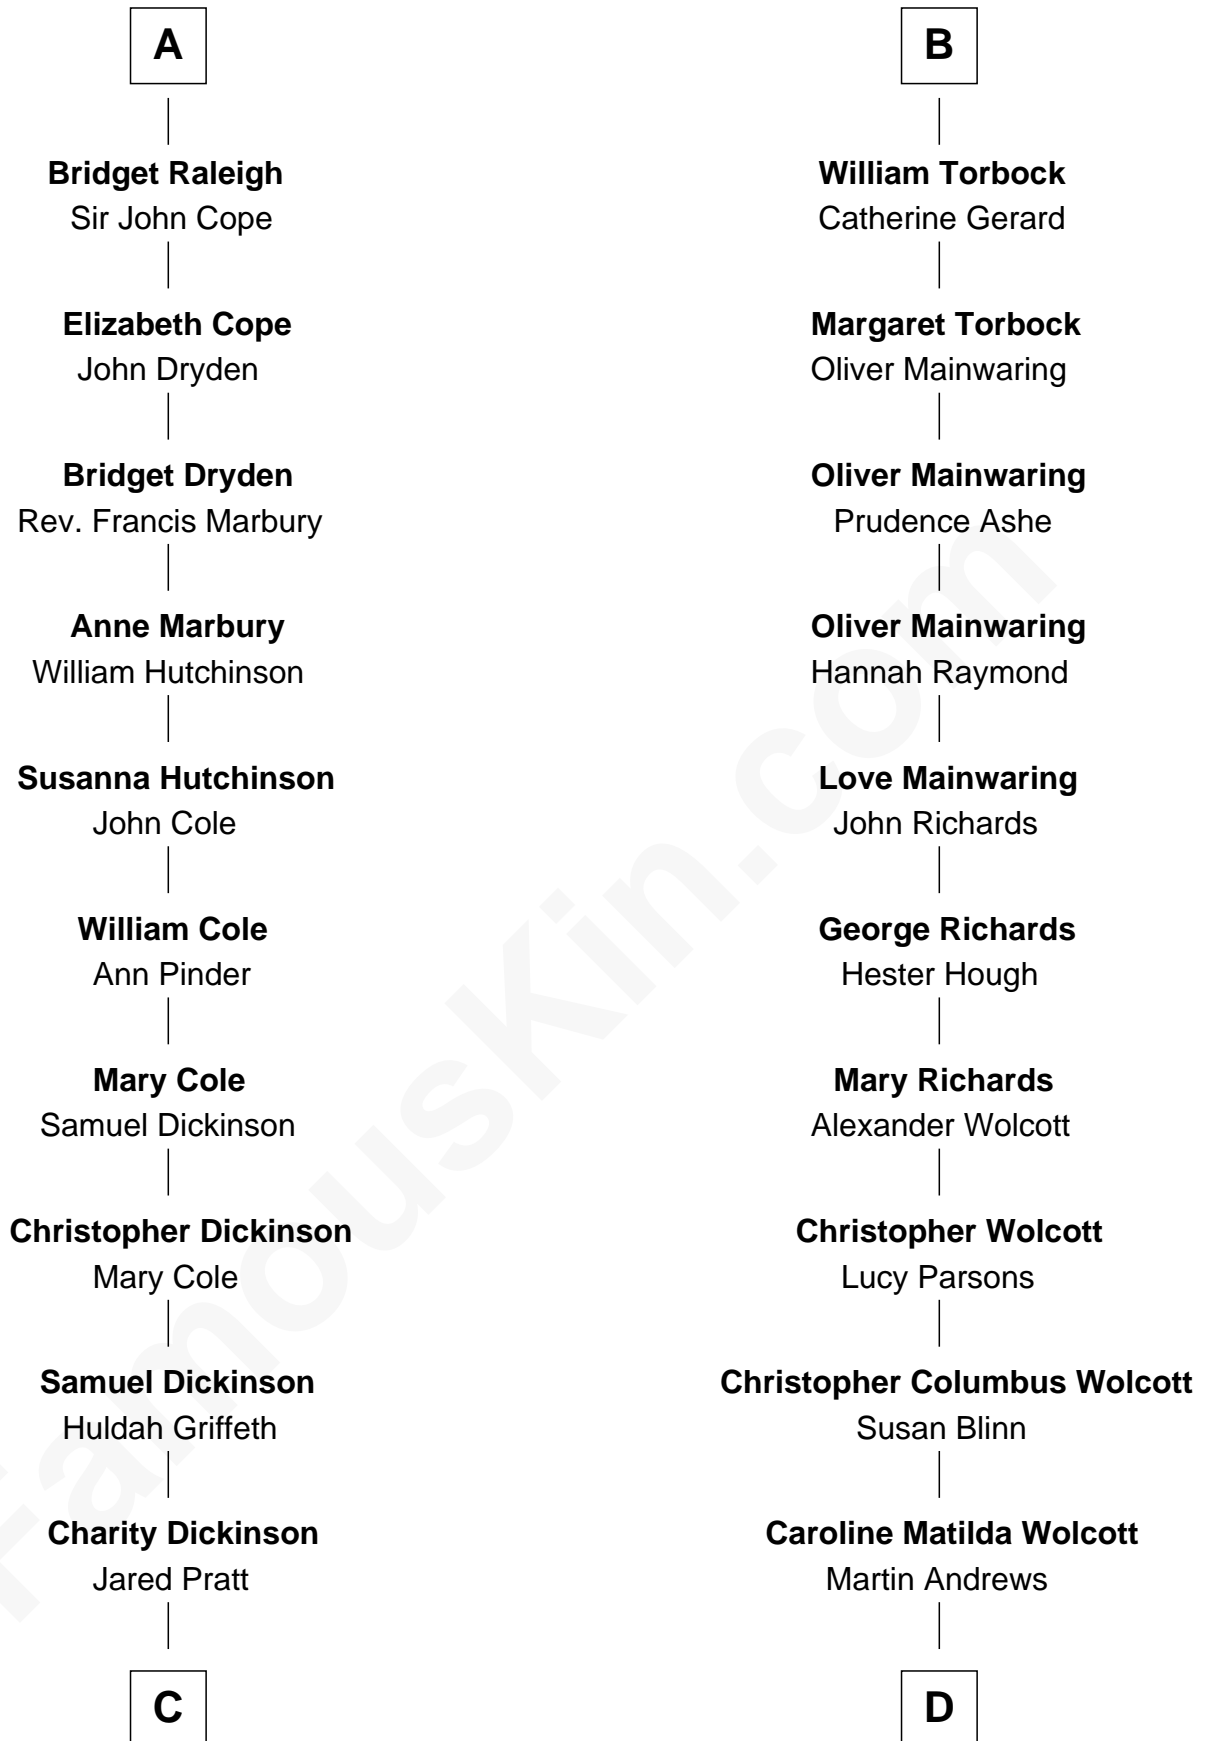 A
Bridget Raleigh
Sir John Cope
Elizabeth Cope
John Dryden
Bridget Dryden
Rev. Francis Marbury
Anne Marbury
William Hutchinson
Susanna Hutchinson
John Cole
William Cole
Ann Pinder
Mary Cole
Samuel Dickinson
Christopher Dickinson
Mary Cole
Samuel Dickinson
Huldah Griffeth
Charity Dickinson
Jared Pratt
C
B
William Torbock
Catherine Gerard
Margaret Torbock
Oliver Mainwaring
Oliver Mainwaring
Prudence Ashe
Oliver Mainwaring
Hannah Raymond
Love Mainwaring
John Richards
George Richards
Hester Hough
Mary Richards
Alexander Wolcott
Christopher Wolcott
Lucy Parsons
Christopher Columbus Wolcott
Susan Blinn
Caroline Matilda Wolcott
Martin Andrews
D
FamousKin.com